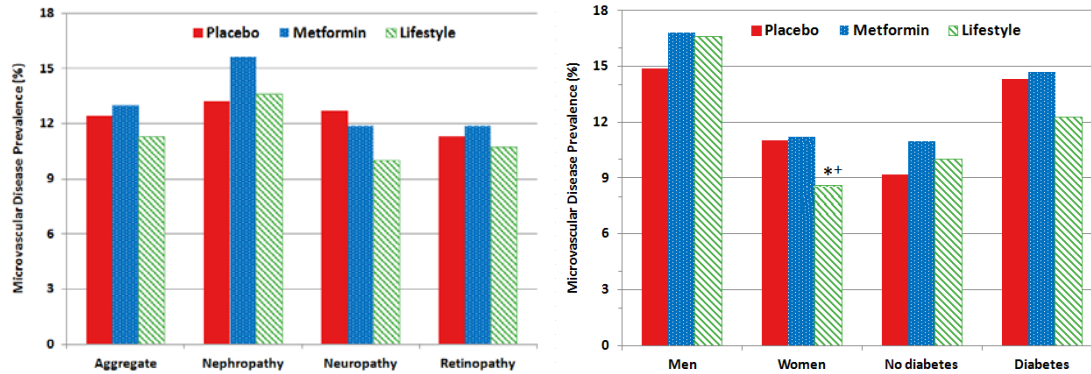 Microvascular Disease Prevalence (%)
18
15
12
9
6
3
0
Placebo Metformin Lifestyle
Aggregate Nephropathy Neuropathy Retinopathy
Microvascular Disease Prevalence (%)
18
15
12
9
6
3
0
Placebo Metformin Lifestyle
*+
Men Women No diabetes Diabetes